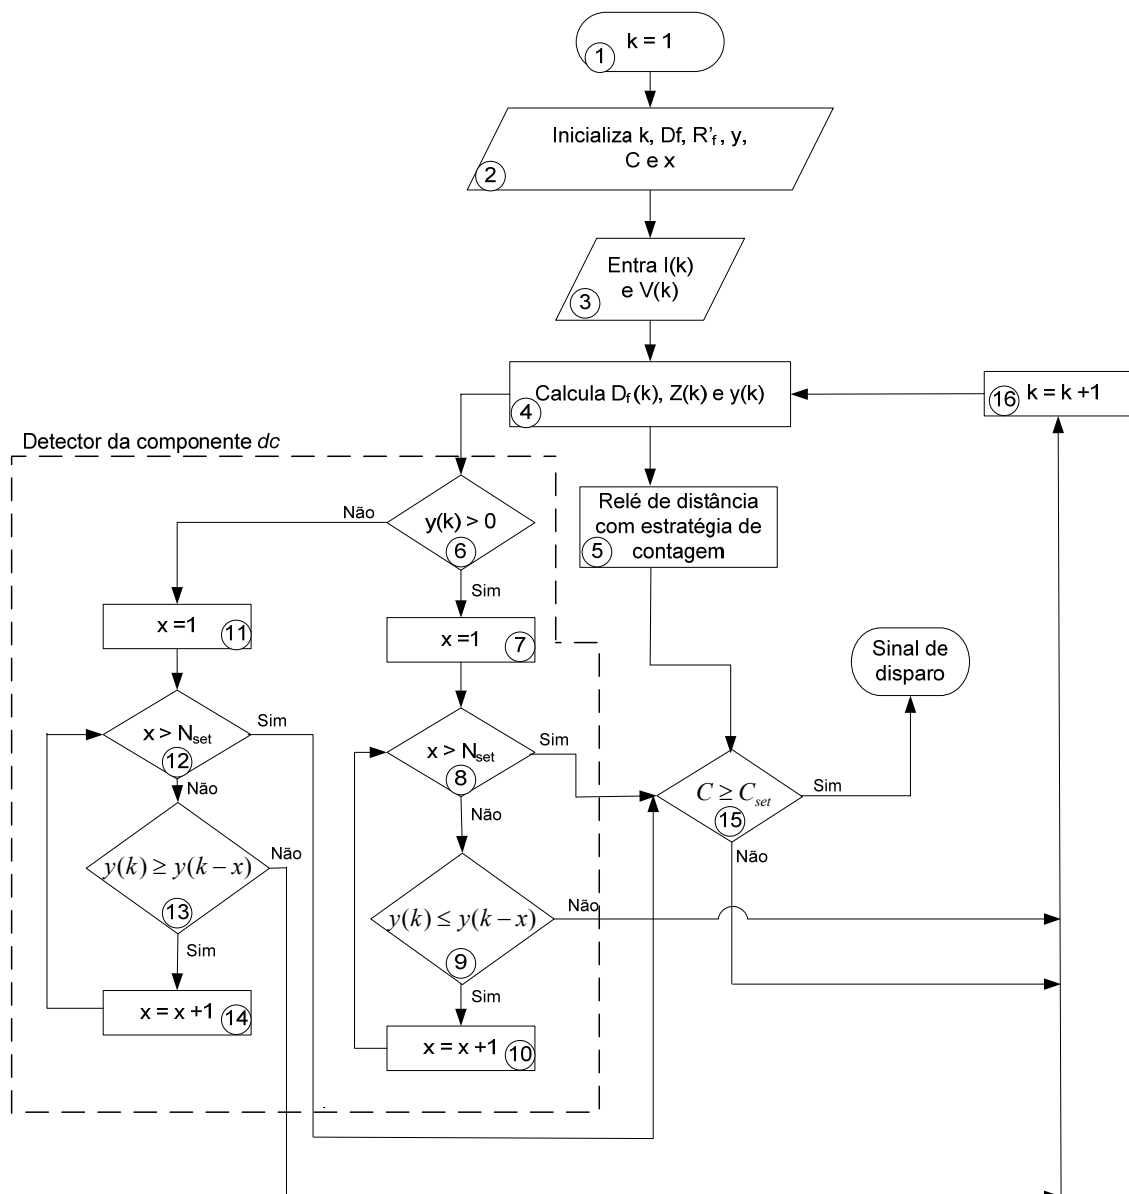 k = 1
1
Inicializa k, Df, R'f, y,
C e x
2
Entra I(k)
e V(k)
3
Calcula Df(k), Z(k) e y(k)
4
k = k +1
16
Detector da componente dc
Relé de distância
com estratégia de
contagem
5
y(k) > 0
6
Não
Sim
x =1
11
x =1
7
Sinal de
disparo
x > Nset
12
Sim
Não
x > Nset
8
Sim
Não
C ≥ Cset
15
Sim
Não
y(k) ≥ y(k − x)
13
Não
Sim
y(k) ≤ y(k − x)
9
Não
Sim
x = x +1
14
x = x +1
10